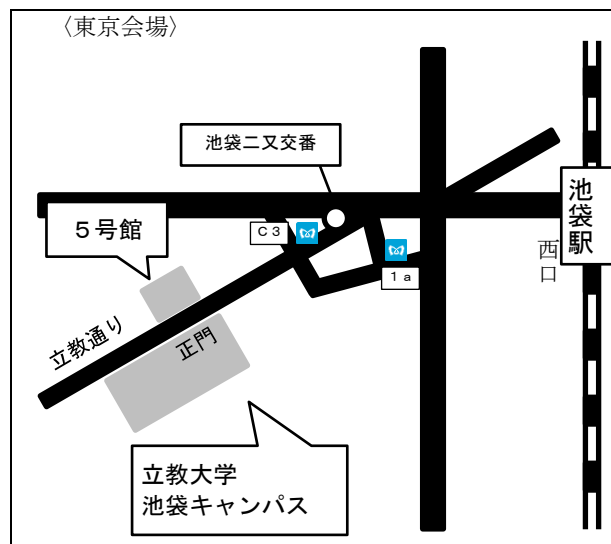 〈東京会場〉
池袋二又交番
５号館
Ｃ３
池袋駅
西口
１ａ
立教通り
正門
立教大学
池袋キャンパス